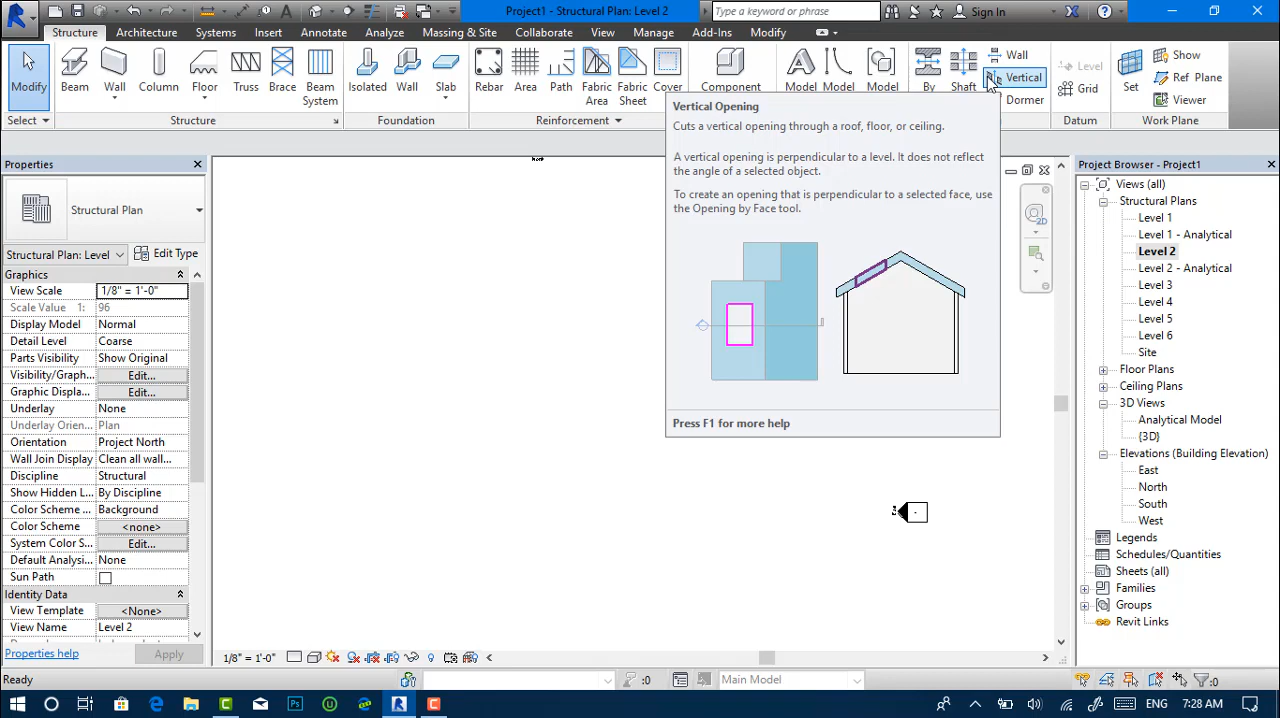 Project1 - Structural Plan: Level 2
Type a keyword or phrase
Sign In
Structure Architecture Systems Insert Annotate Analyze Massing & Site Collaborate View Manage Add-Ins Modify
Modify Beam Wall Column Floor Truss Brace Beam System Isolated Wall Slab Rebar Area Path Fabric Area Fabric Sheet Component Model Model Model By Shaft Wall Vertical Dormer Level Grid Set Show Ref Plane Viewer
Select Structure Foundation Reinforcement Datum Work Plane
Properties
Structural Plan
Structural Plan: Level
Edit Type
Graphics
View Scale 1/8" = 1'-0"
Scale Value 1: 96
Display Model Normal
Detail Level Coarse
Parts Visibility Show Original
Visibility/Graph... Edit...
Graphic Displa... Edit...
Underlay None
Underlay Orien... Plan
Orientation Project North
Wall Join Display Clean all wall...
Discipline Structural
Show Hidden L... By Discipline
Color Scheme ... Background
Color Scheme <none>
System Color S... Edit...
Default Analysi... None
Sun Path
Identity Data
View Template <None>
View Name Level 2
Properties help
Apply
Vertical Opening
Cuts a vertical opening through a roof, floor, or ceiling.
A vertical opening is perpendicular to a level. It does not reflect
the angle of a selected object.
To create an opening that is perpendicular to a selected face, use
the Opening by Face tool.
Press F1 for more help
2D
Project Browser - Project1
Views (all)
Structural Plans
Level 1
Level 1 - Analytical
Level 2
Level 2 - Analytical
Level 3
Level 4
Level 5
Level 6
Site
Floor Plans
Ceiling Plans
3D Views
Analytical Model
{3D}
Elevations (Building Elevation)
East
North
South
West
Legends
Schedules/Quantities
Sheets (all)
Families
Groups
Revit Links
1/8" = 1'-0"
Ready
:0
Main Model
:0
ENG
7:28 AM